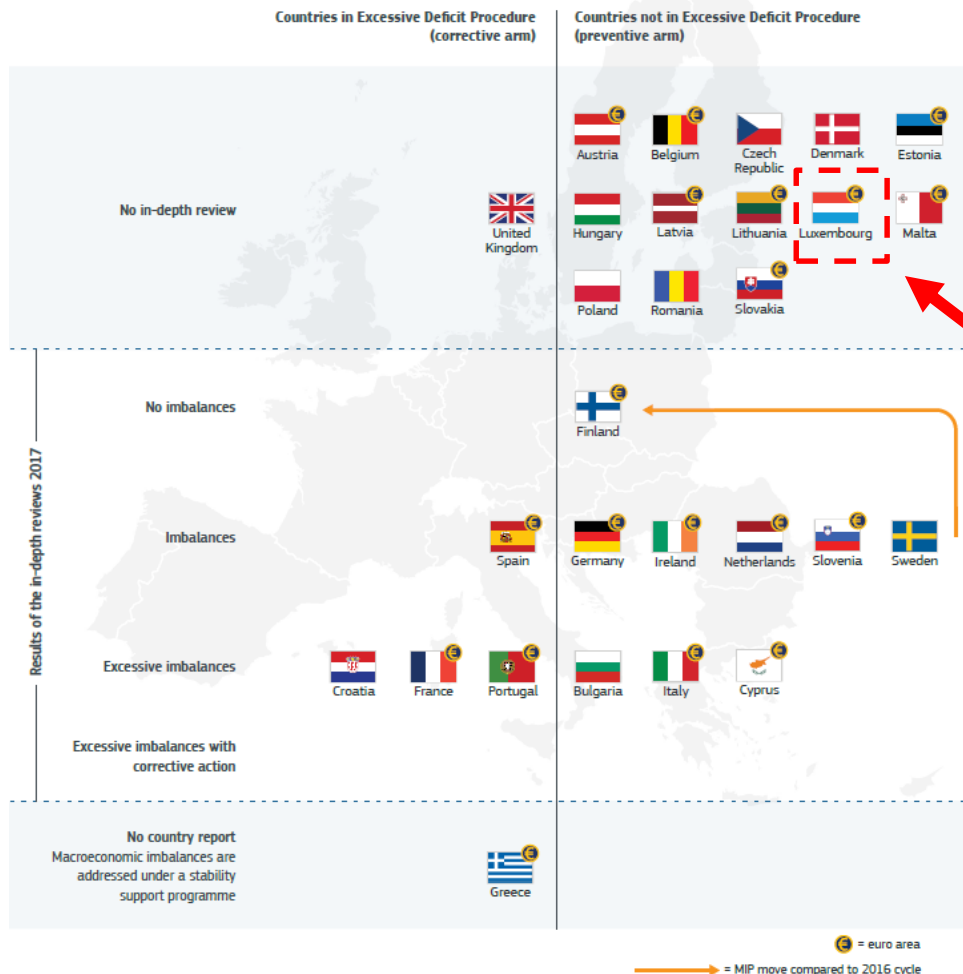 Countries in Excessive Deficit Procedure
(corrective arm)
Countries not in Excessive Deficit Procedure
(preventive arm)
No in-depth review
Austria
Belgium
Czech
Republic
Denmark
Estonia
United
Kingdom
Hungary
Latvia
Lithuania
Luxembourg
Malta
Poland
Romania
Slovakia
Results of the in-depth reviews 2017
No imbalances
Finland
Imbalances
Spain
Germany
Ireland
Netherlands
Slovenia
Sweden
Excessive imbalances
Croatia
France
Portugal
Bulgaria
Italy
Cyprus
Excessive imbalances with
corrective action
No country report
Macroeconomic imbalances are
addressed under a stability
support programme
Greece
= euro area
= MIP move compared to 2016 cycle